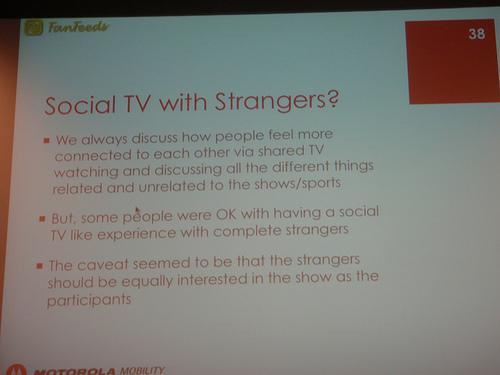 FanFeeds
38
Social TV with Strangers?
We always discuss how people feel more
connected to each other via shared TV
watching and discussing all the different things
related and unrelated to the shows/sports
But, some people were OK with having a social
TV like experience with complete strangers
The caveat seemed to be that the strangers
should be equally interested in the show as the
participants
MOTOROLA MOBILITY